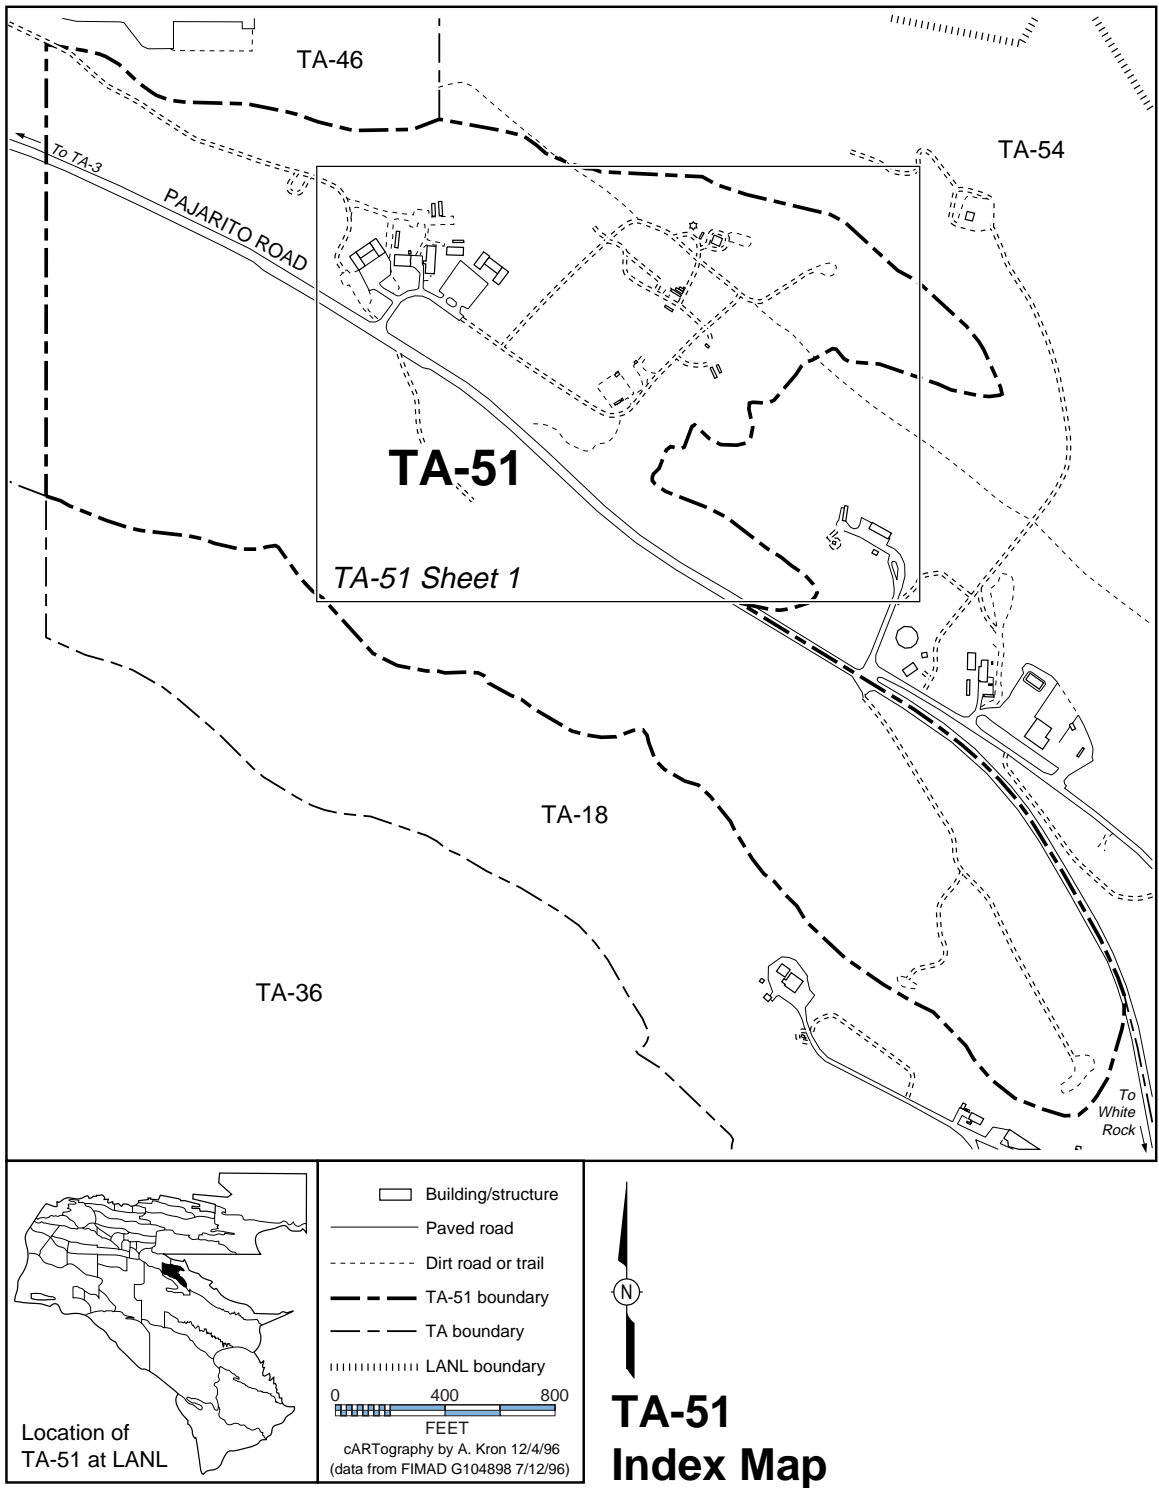 TA-46
TA-54
To TA-3
PAJARITO ROAD
TA-51
TA-51 Sheet 1
TA-18
TA-36
To
White
Rock
Location of
TA-51 at LANL
Building/structure
Paved road
Dirt road or trail
TA-51 boundary
TA boundary
LANL boundary
0 400 800
FEET
cARTography by A. Kron 12/4/96
(data from FIMAD G104898 7/12/96)
N
TA-51
Index Map